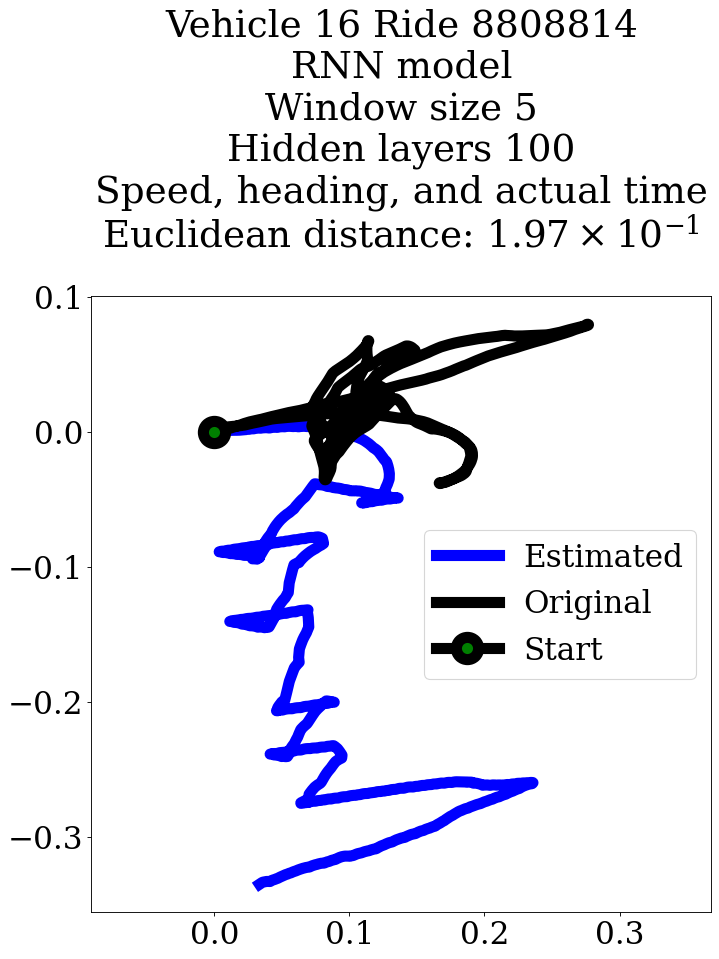 Vehicle 16 Ride 8808814
RNN model
Window size 5
Hidden layers 100
Speed, heading, and actual time
Euclidean distance: 1.97 × 10⁻¹
0.1
0.0
−0.1
−0.2
−0.3
Estimated
Original
Start
0.0 0.1 0.2 0.3